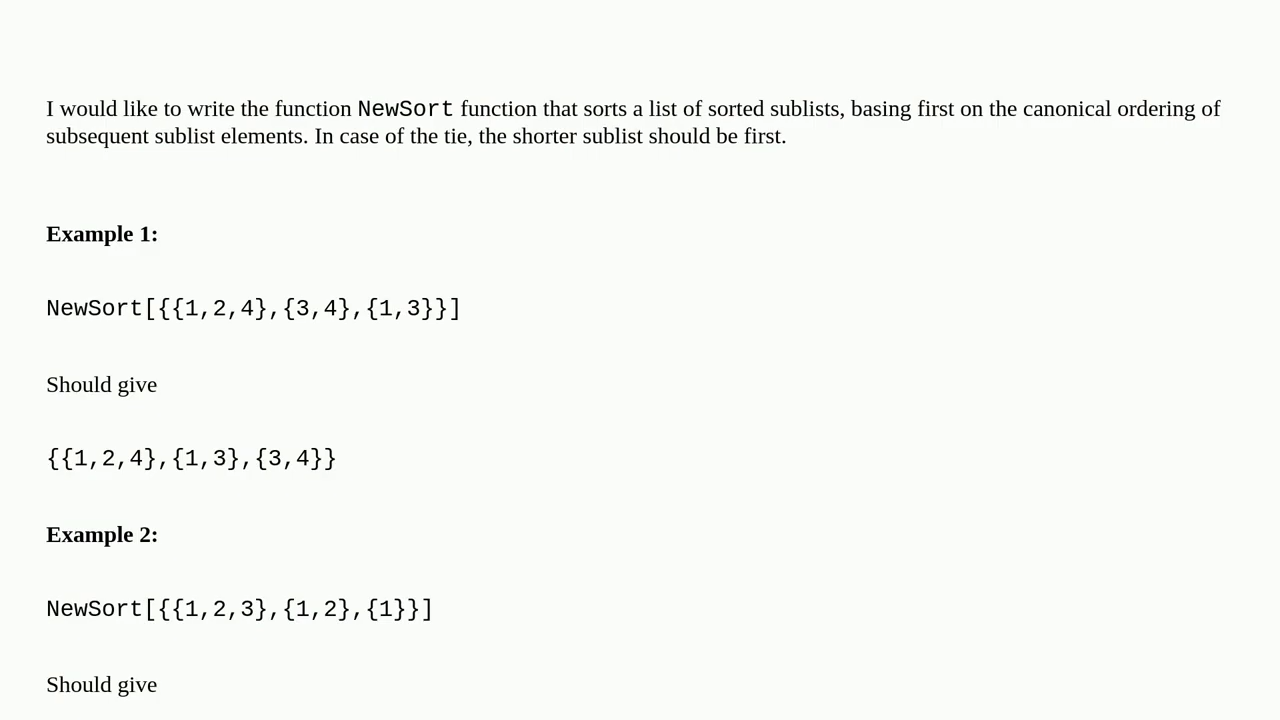 I would like to write the function NewSort function that sorts a list of sorted sublists, basing first on the canonical ordering of
subsequent sublist elements. In case of the tie, the shorter sublist should be first.
Example 1:
NewSort[{{1,2,4},{3,4},{1,3}}]
Should give
{{1,2,4},{1,3},{3,4}}
Example 2:
NewSort[{{1,2,3},{1,2},{1}}]
Should give